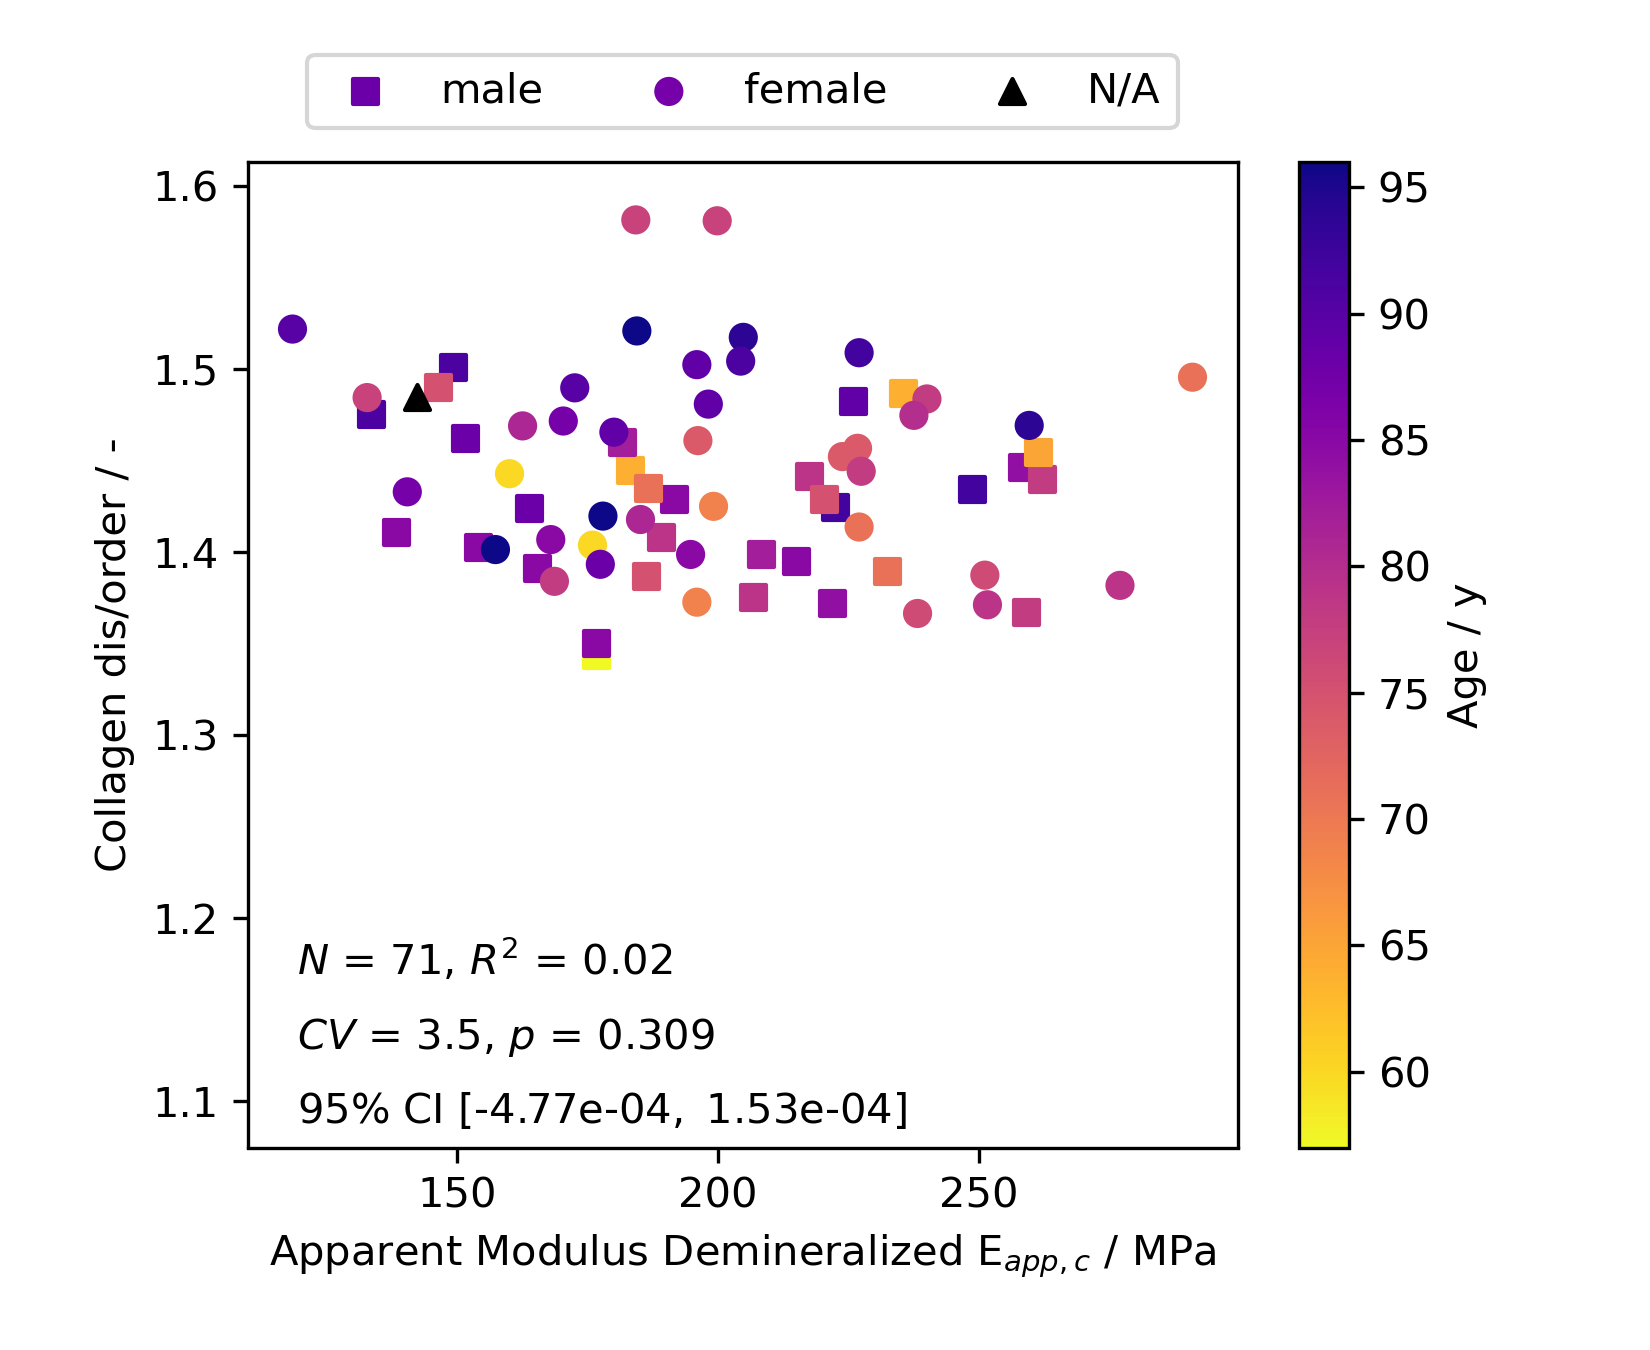 male female N/A
1.6
1.5
1.4
1.3
1.2
1.1
Collagen dis/order / -
N = 71, R² = 0.02
CV = 3.5, p = 0.309
95% CI [-4.77e-04, 1.53e-04]
150 200 250
Apparent Modulus Demineralized E_app,c / MPa
95
90
85
80
75
70
65
60
Age / y